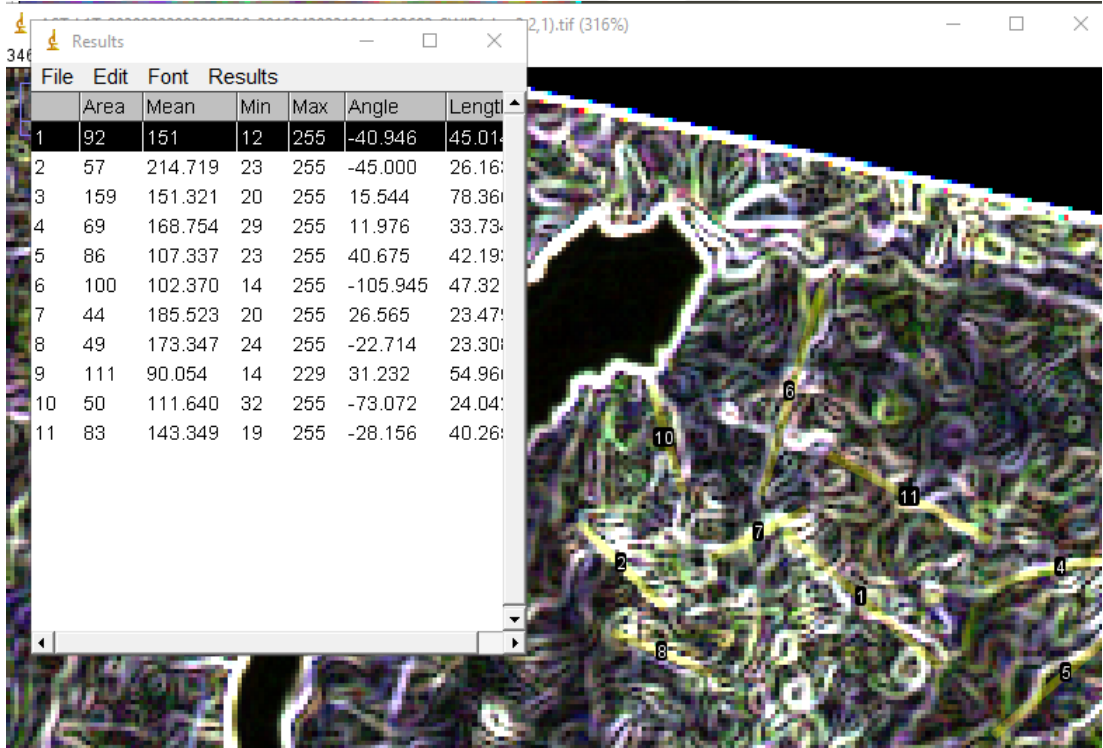 2,1).tif (316%)
346
Results
File Edit Font Results
Area Mean Min Max Angle Lengt
1 92 151 12 255 -40.946 45.014
2 57 214.719 23 255 -45.000 26.16
3 159 151.321 20 255 15.544 78.36
4 69 168.754 29 255 11.976 33.734
5 86 107.337 23 255 40.675 42.19
6 100 102.370 14 255 -105.945 47.32
7 44 185.523 20 255 26.565 23.47
8 49 173.347 24 255 -22.714 23.30
9 111 90.054 14 229 31.232 54.96
10 50 111.640 32 255 -73.072 24.04
11 83 143.349 19 255 -28.156 40.26
6
10
11
7
2
4
1
8
5